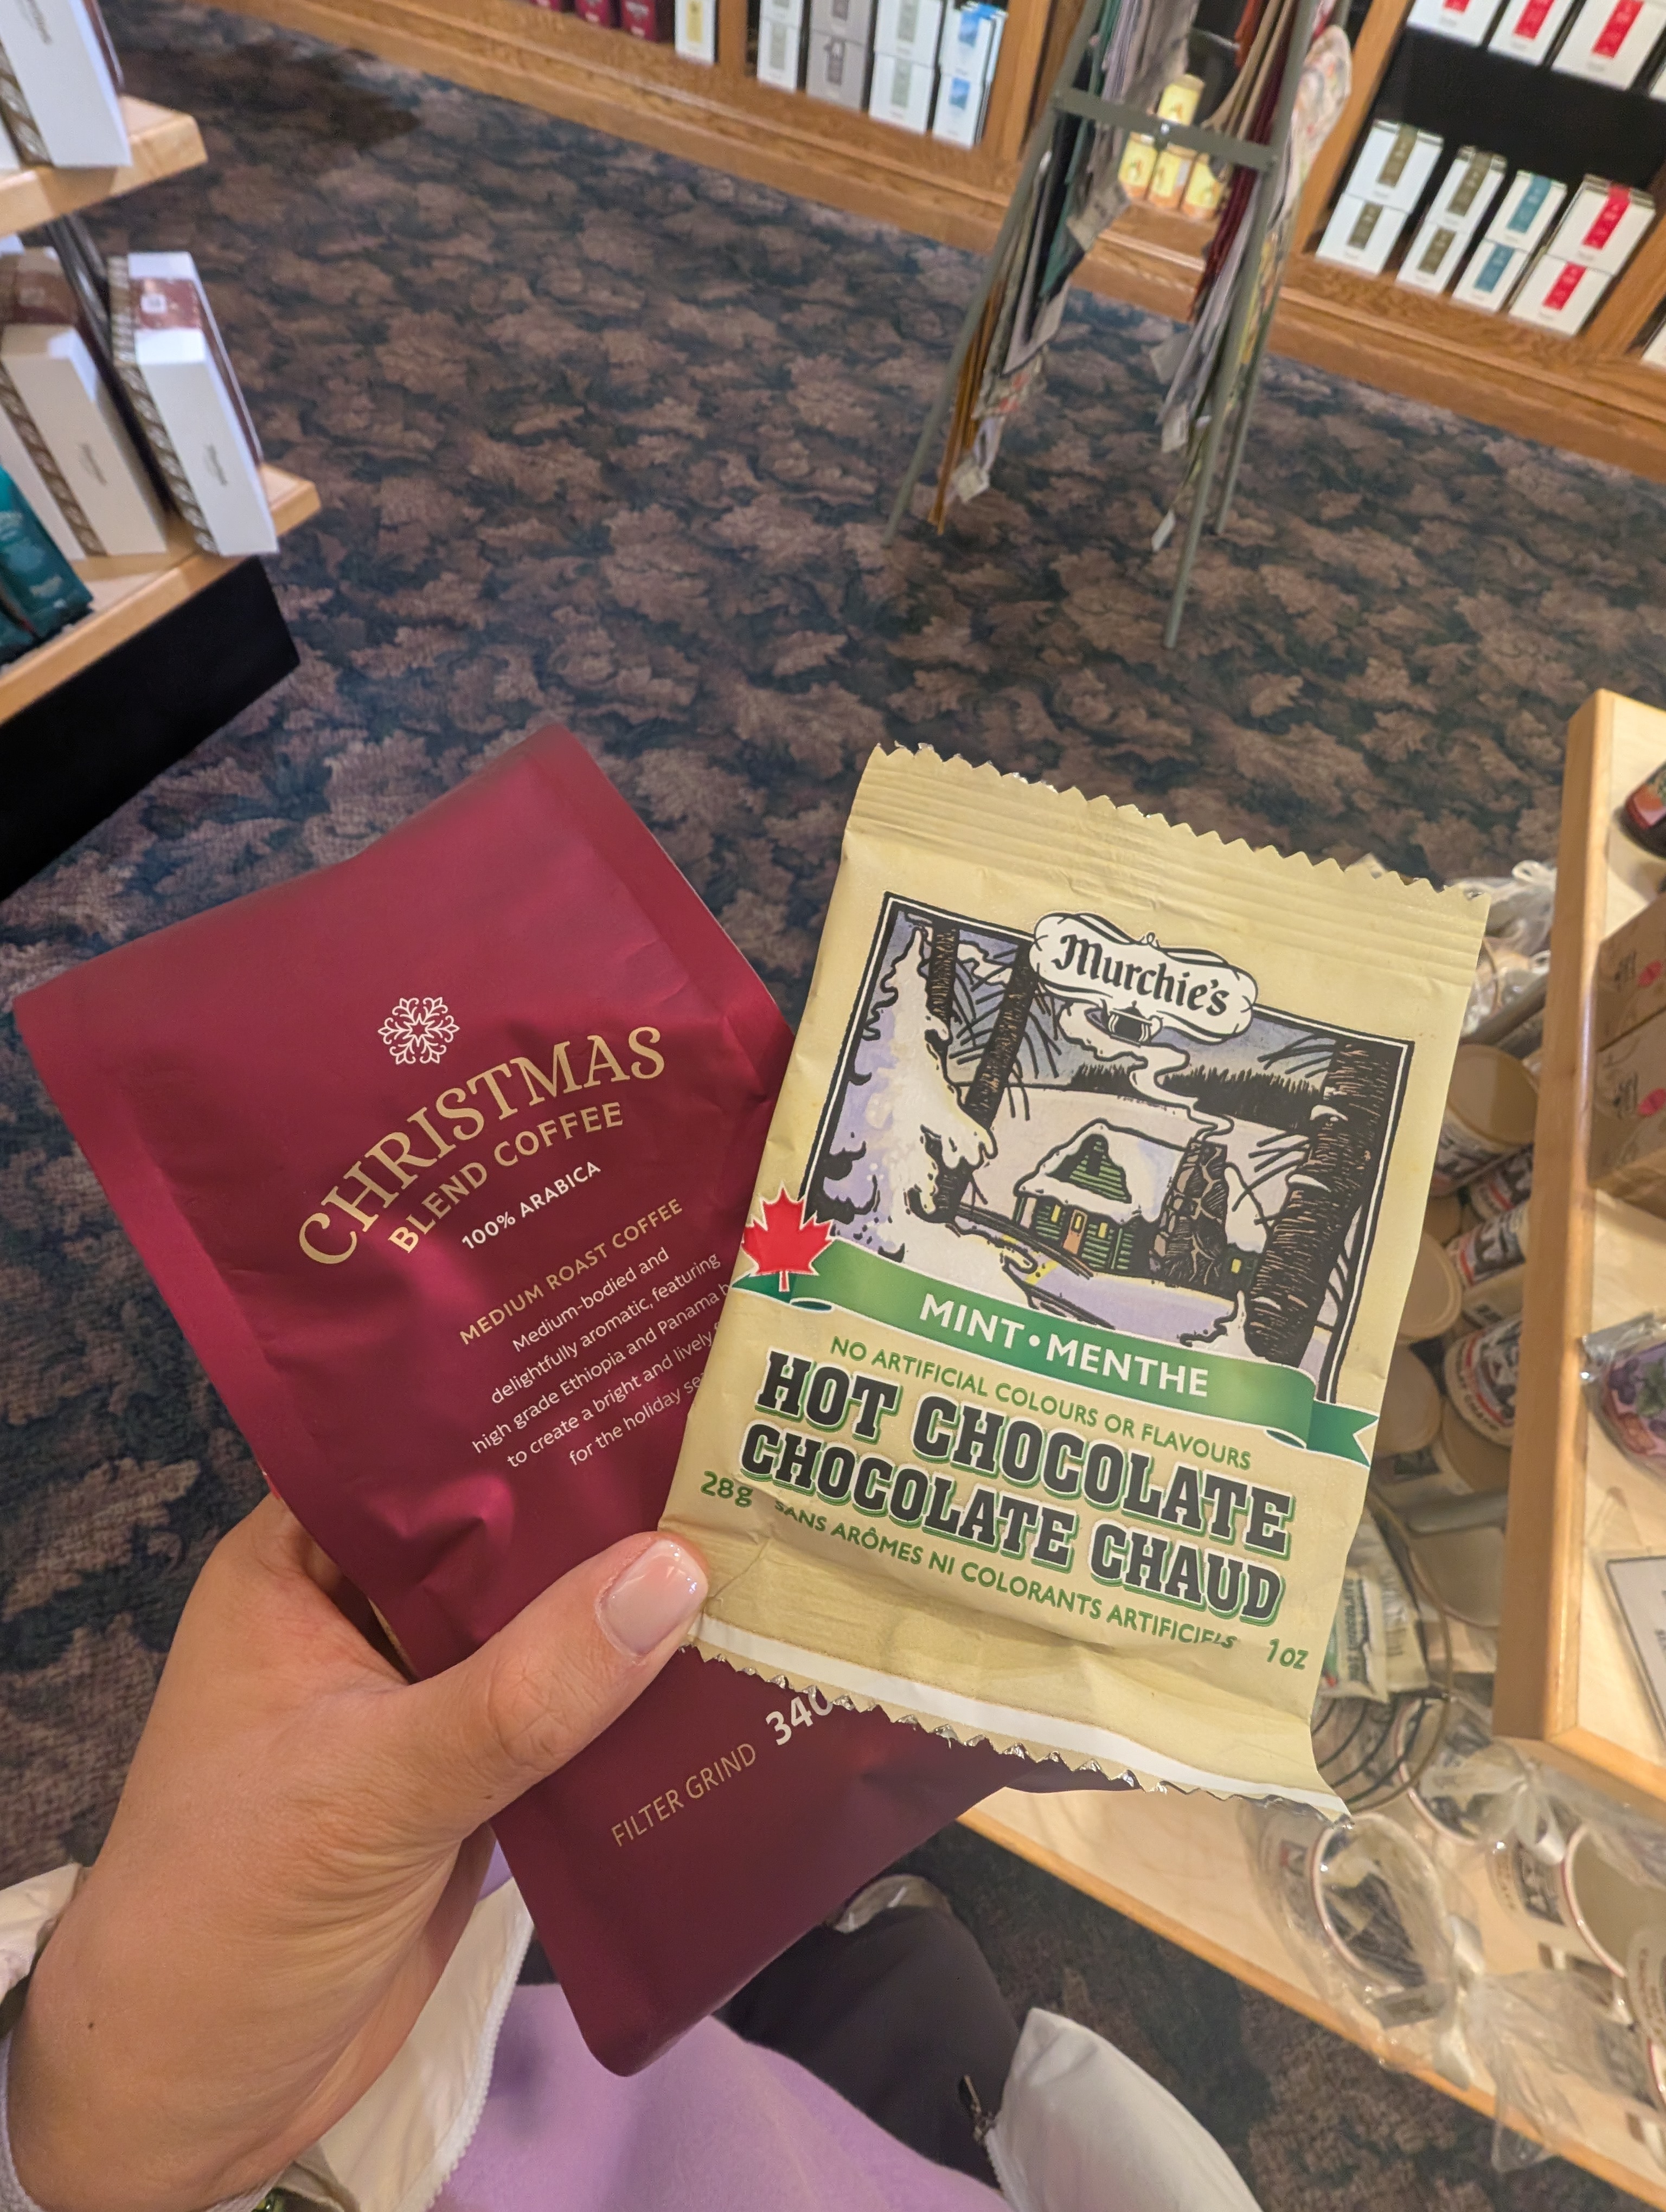 CHRISTMAS
BLEND COFFEE
100% ARABICA
MEDIUM ROAST COFFEE
Medium-bodied and
delightfully aromatic, featuring
high grade Ethiopia and Panama
to create a bright and lively
for the holiday
FILTER GRIND 340
Murchie's
MINT•MENTHE
NO ARTIFICIAL COLOURS OR FLAVOURS
HOT CHOCOLATE
CHOCOLATE CHAUD
28g SANS ARÔMES NI COLORANTS ARTIFICIELS 1oz